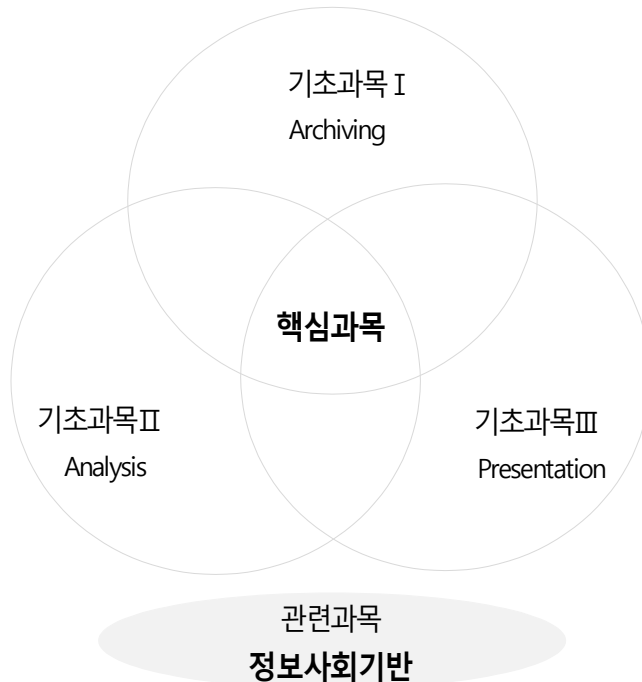 기초과목Ⅰ
Archiving
핵심과목
기초과목Ⅱ
Analysis
기초과목Ⅲ
Presentation
관련과목
정보사회기반